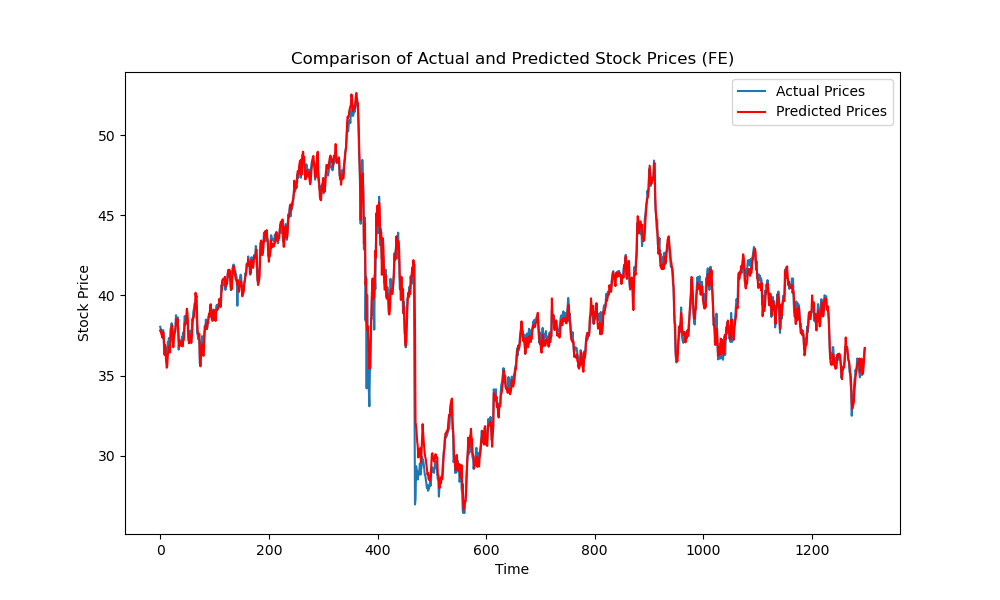 Comparison of Actual and Predicted Stock Prices (FE)
Actual Prices
Predicted Prices
Stock Price
50
45
40
35
30
0 200 400 600 800 1000 1200
Time